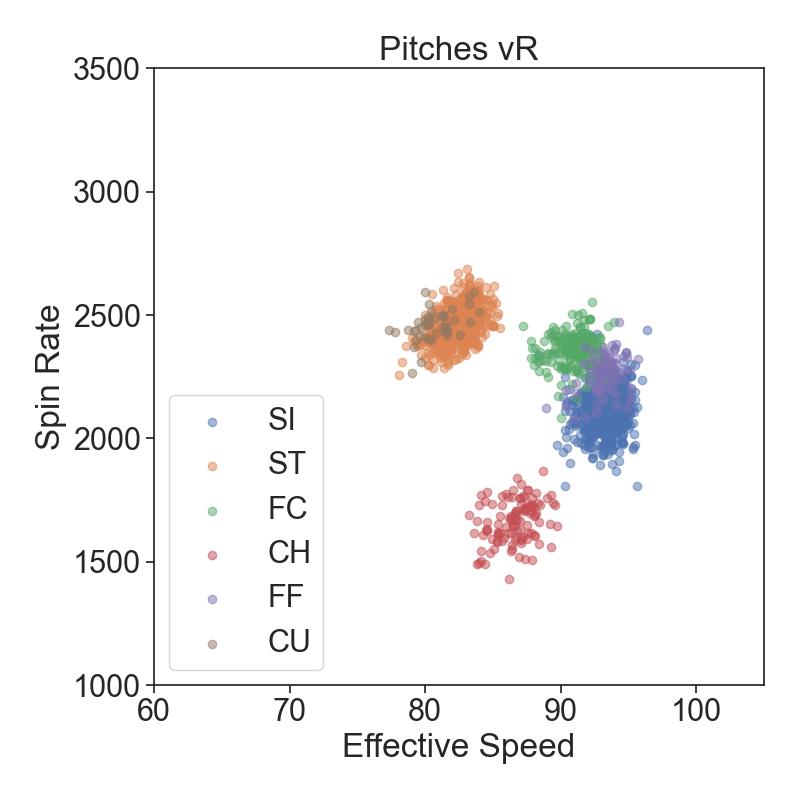 Pitches vR
3500
3000
2500
2000
1500
1000
Spin Rate
SI
ST
FC
CH
FF
CU
60 70 80 90 100
Effective Speed